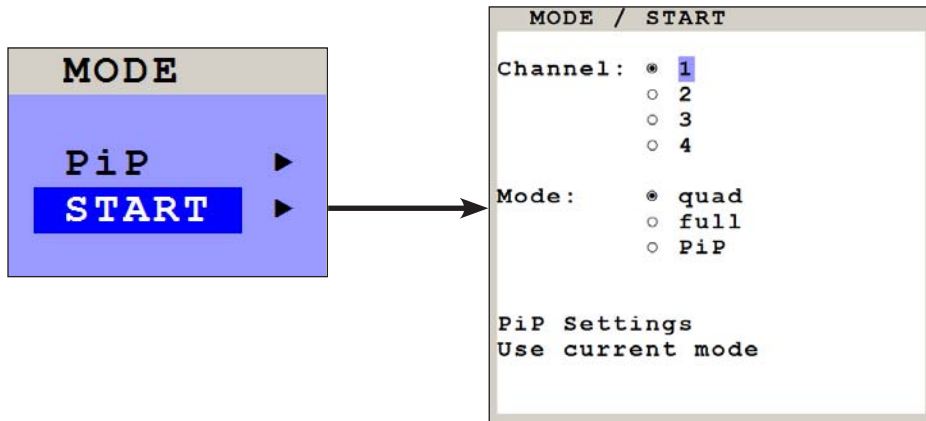 MODE
PiP ►
START ►
MODE / START
Channel: 1
2
3
4
Mode: quad
full
PiP
PiP Settings
Use current mode